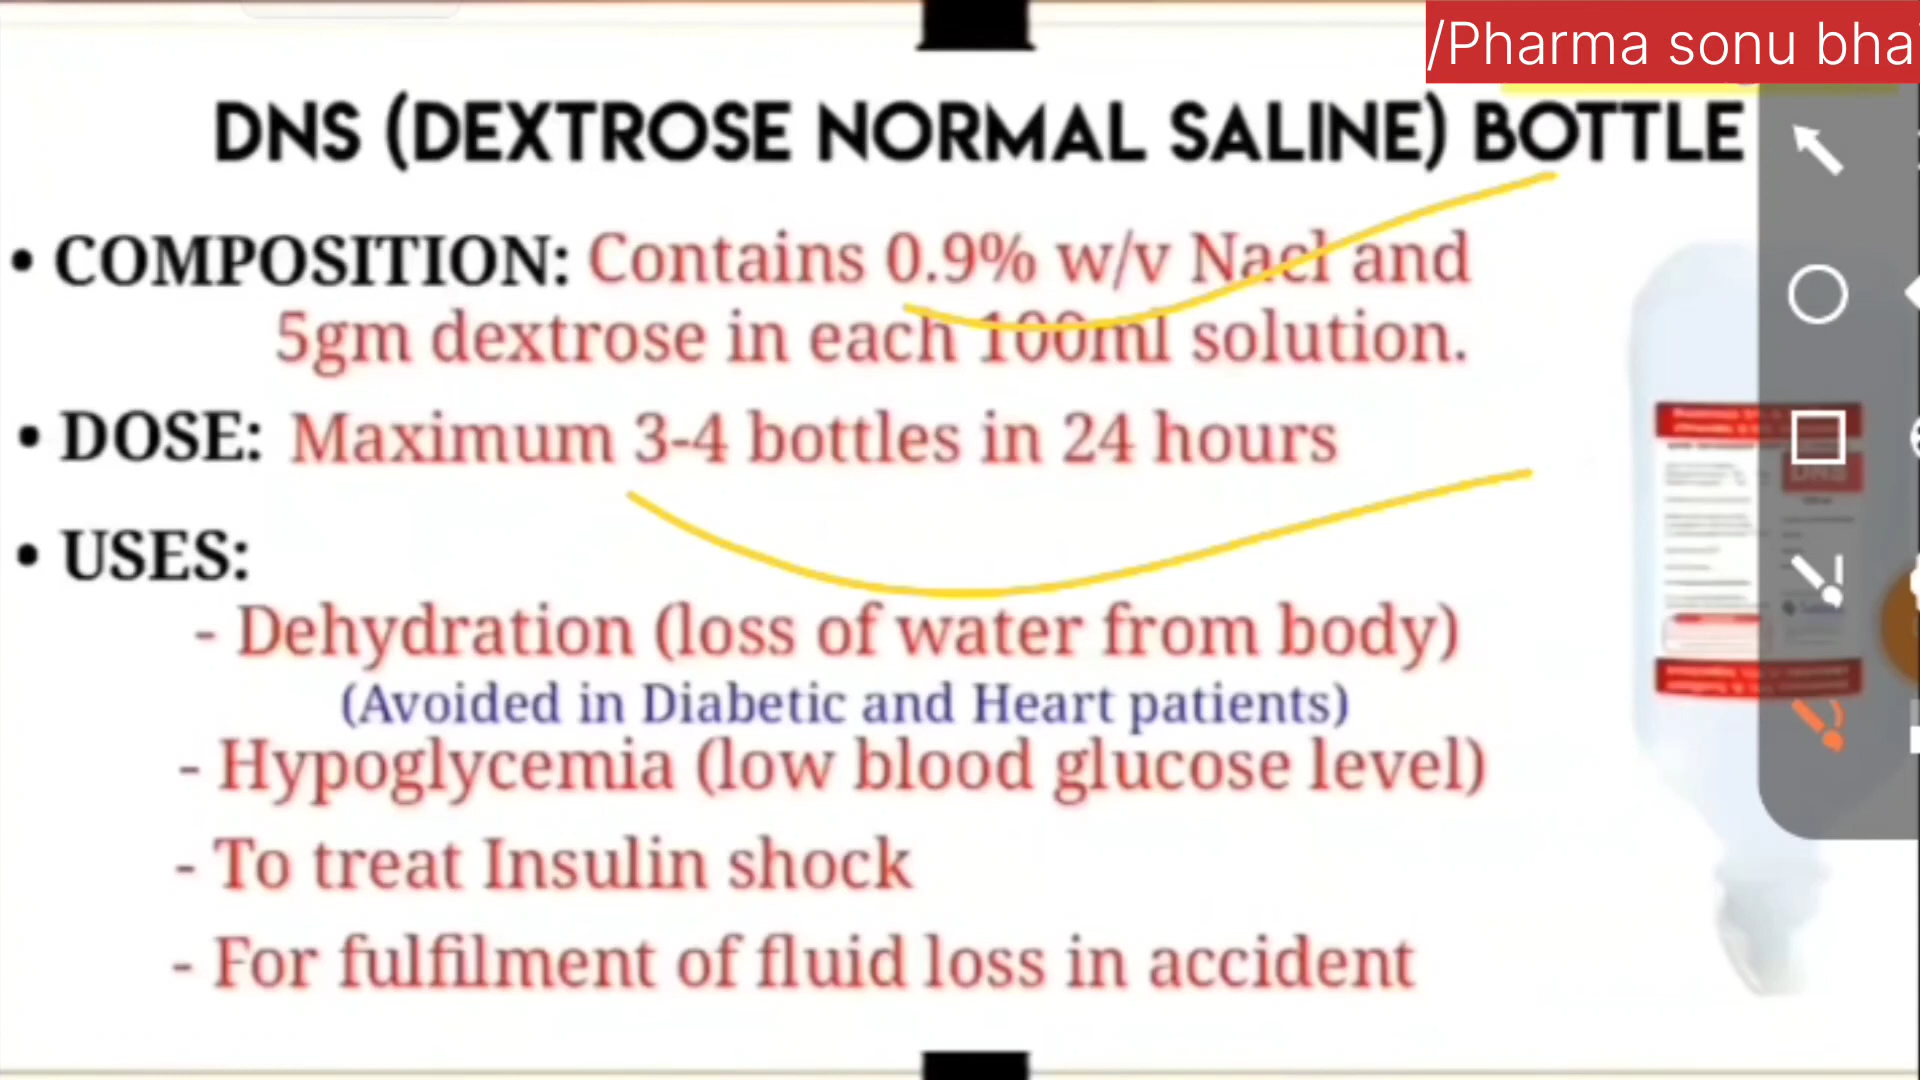 /Pharma sonu bha
DNS (DEXTROSE NORMAL SALINE) BOTTLE
• COMPOSITION: Contains 0.9% w/v Nacl and
5gm dextrose in each 100ml solution.
• DOSE: Maximum 3-4 bottles in 24 hours
• USES:
- Dehydration (loss of water from body)
(Avoided in Diabetic and Heart patients)
- Hypoglycemia (low blood glucose level)
- To treat Insulin shock
- For fulfilment of fluid loss in accident
DNS